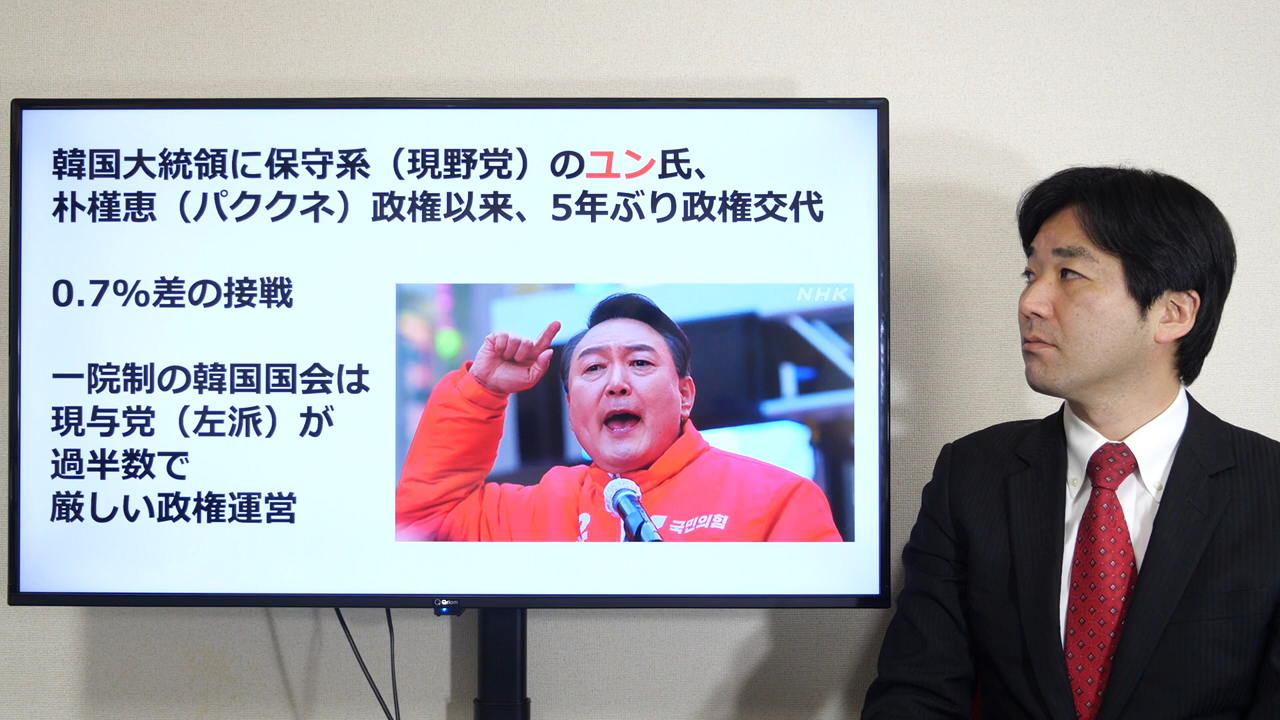 韓国大統領に保守系（現野党）のユン氏、
朴槿恵（パククネ）政権以来、5年ぶり政権交代
0.7%差の接戦
一院制の韓国国会は
現与党（左派）が
過半数で
厳しい政権運営
NHK
2
국민의힘
Qriom